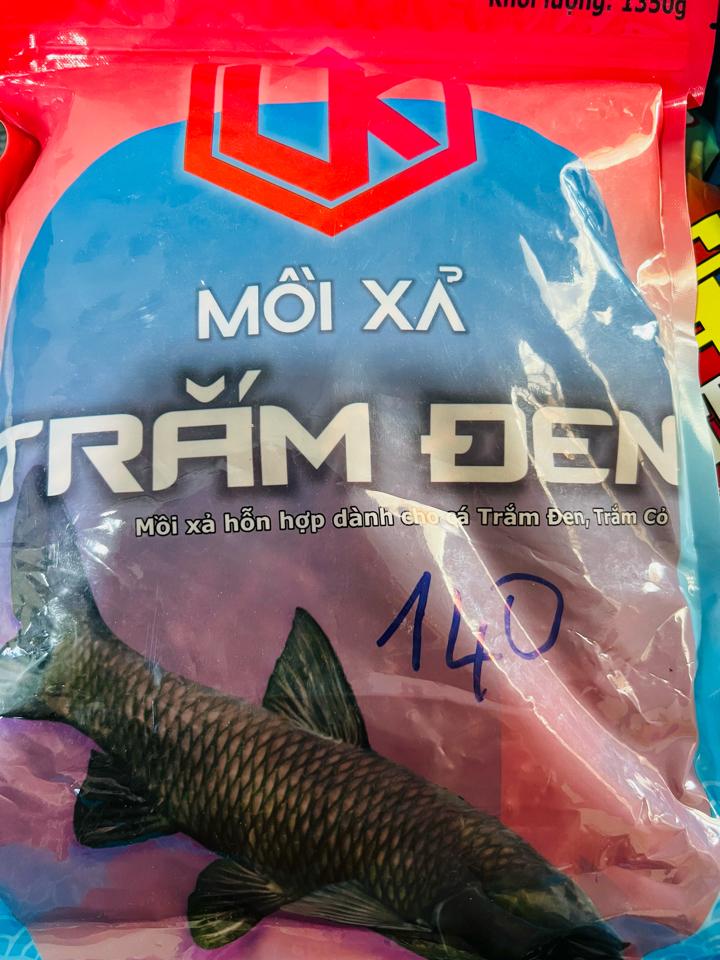 Khối lượng: 1350g
LK
MỒI XẢ
TRẮM ĐEN
Mồi xả hỗn hợp dành cho cá Trắm Đen, Trắm Cỏ
140